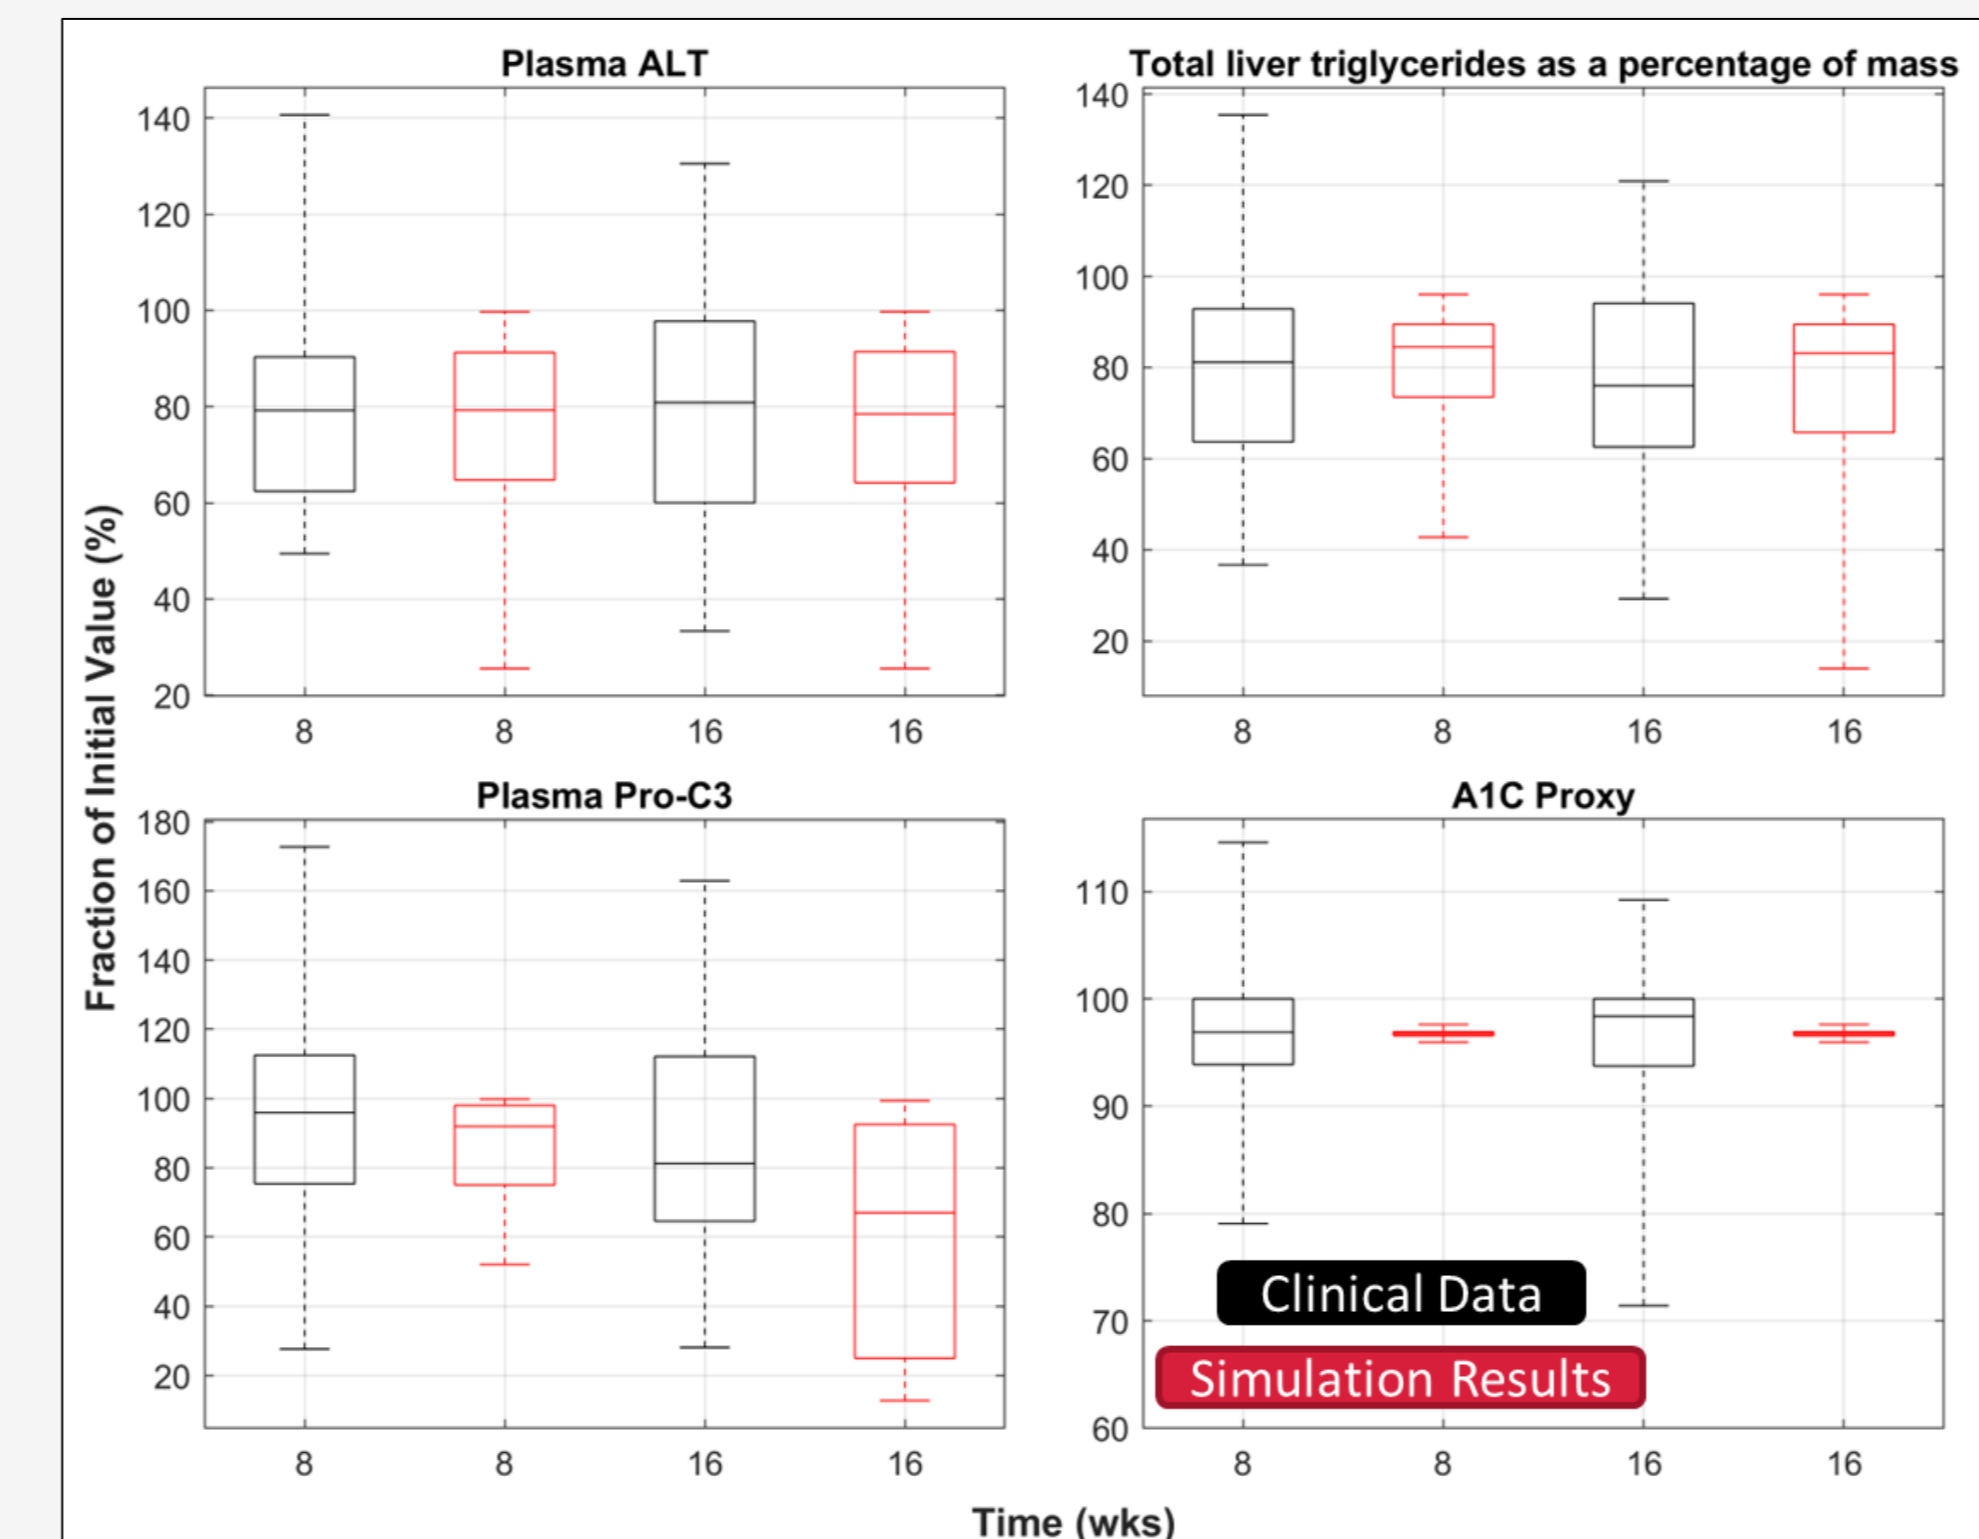 Plasma ALT
140
120
100
80
60
40
20
8 8 16 16
Total liver triglycerides as a percentage of mass
140
120
100
80
60
40
20
8 8 16 16
Fraction of Initial Value (%)
Plasma Pro-C3
180
160
140
120
100
80
60
40
20
8 8 16 16
A1C Proxy
110
100
90
80
70
60
Clinical Data
Simulation Results
8 8 16 16
Time (wks)